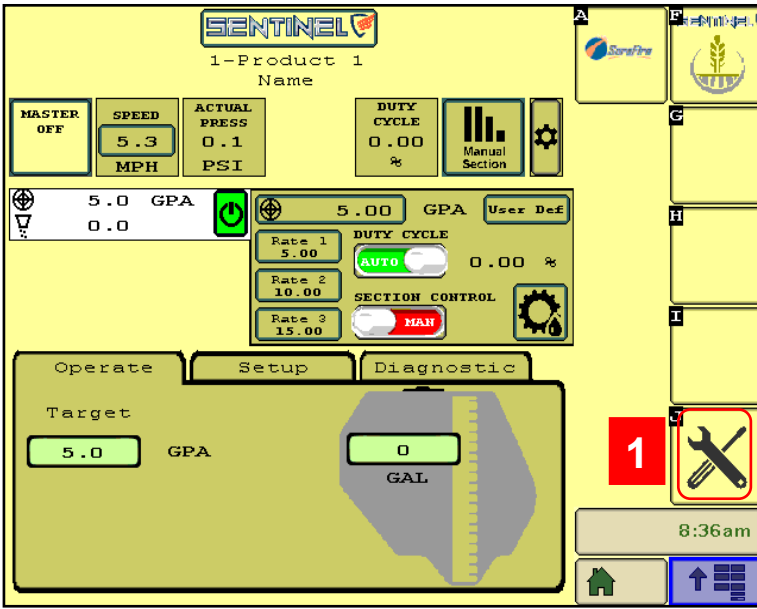 SENTINEL
1-Product 1
Name
A
SureFire
F
G
H
I
J
MASTER
OFF
SPEED
5.3
MPH
ACTUAL
PRESS
0.1
PSI
DUTY
CYCLE
0.00
%
Manual
Section
5.0 GPA
0.0
5.00 GPA User Def
Rate 1
5.00
Rate 2
10.00
Rate 3
15.00
DUTY CYCLE
AUTO
0.00 %
SECTION CONTROL
MAN
Operate
Setup
Diagnostic
Target
5.0 GPA
0
GAL
1
8:36am